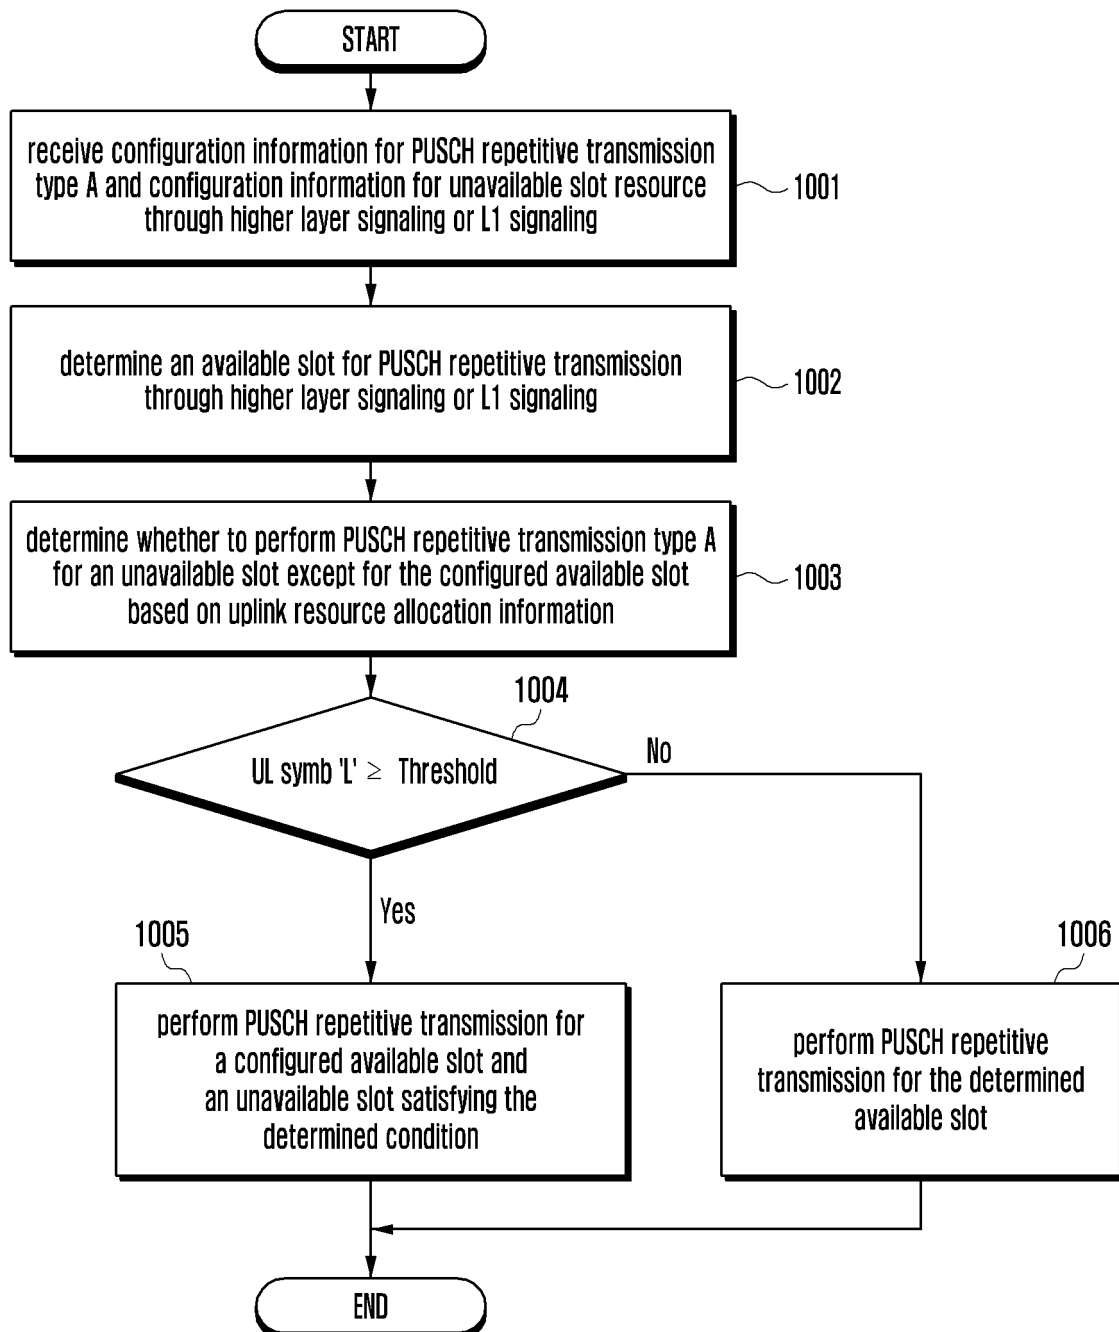 START
receive configuration information for PUSCH repetitive transmission
type A and configuration information for unavailable slot resource
through higher layer signaling or L1 signaling
1001
determine an available slot for PUSCH repetitive transmission
through higher layer signaling or L1 signaling
1002
determine whether to perform PUSCH repetitive transmission type A
for an unavailable slot except for the configured available slot
based on uplink resource allocation information
1003
1004
UL symb 'L' ≥ Threshold
No
Yes
1005
perform PUSCH repetitive transmission for
a configured available slot and
an unavailable slot satisfying the
determined condition
1006
perform PUSCH repetitive
transmission for the determined
available slot
END